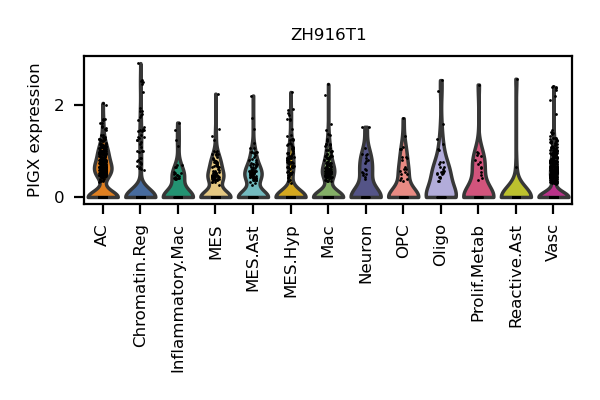 ZH916T1
PIGX expression
2
0
AC
Chromatin.Reg
Inflammatory.Mac
MES
MES.Ast
MES.Hyp
Mac
Neuron
OPC
Oligo
Prolif.Metab
Reactive.Ast
Vasc